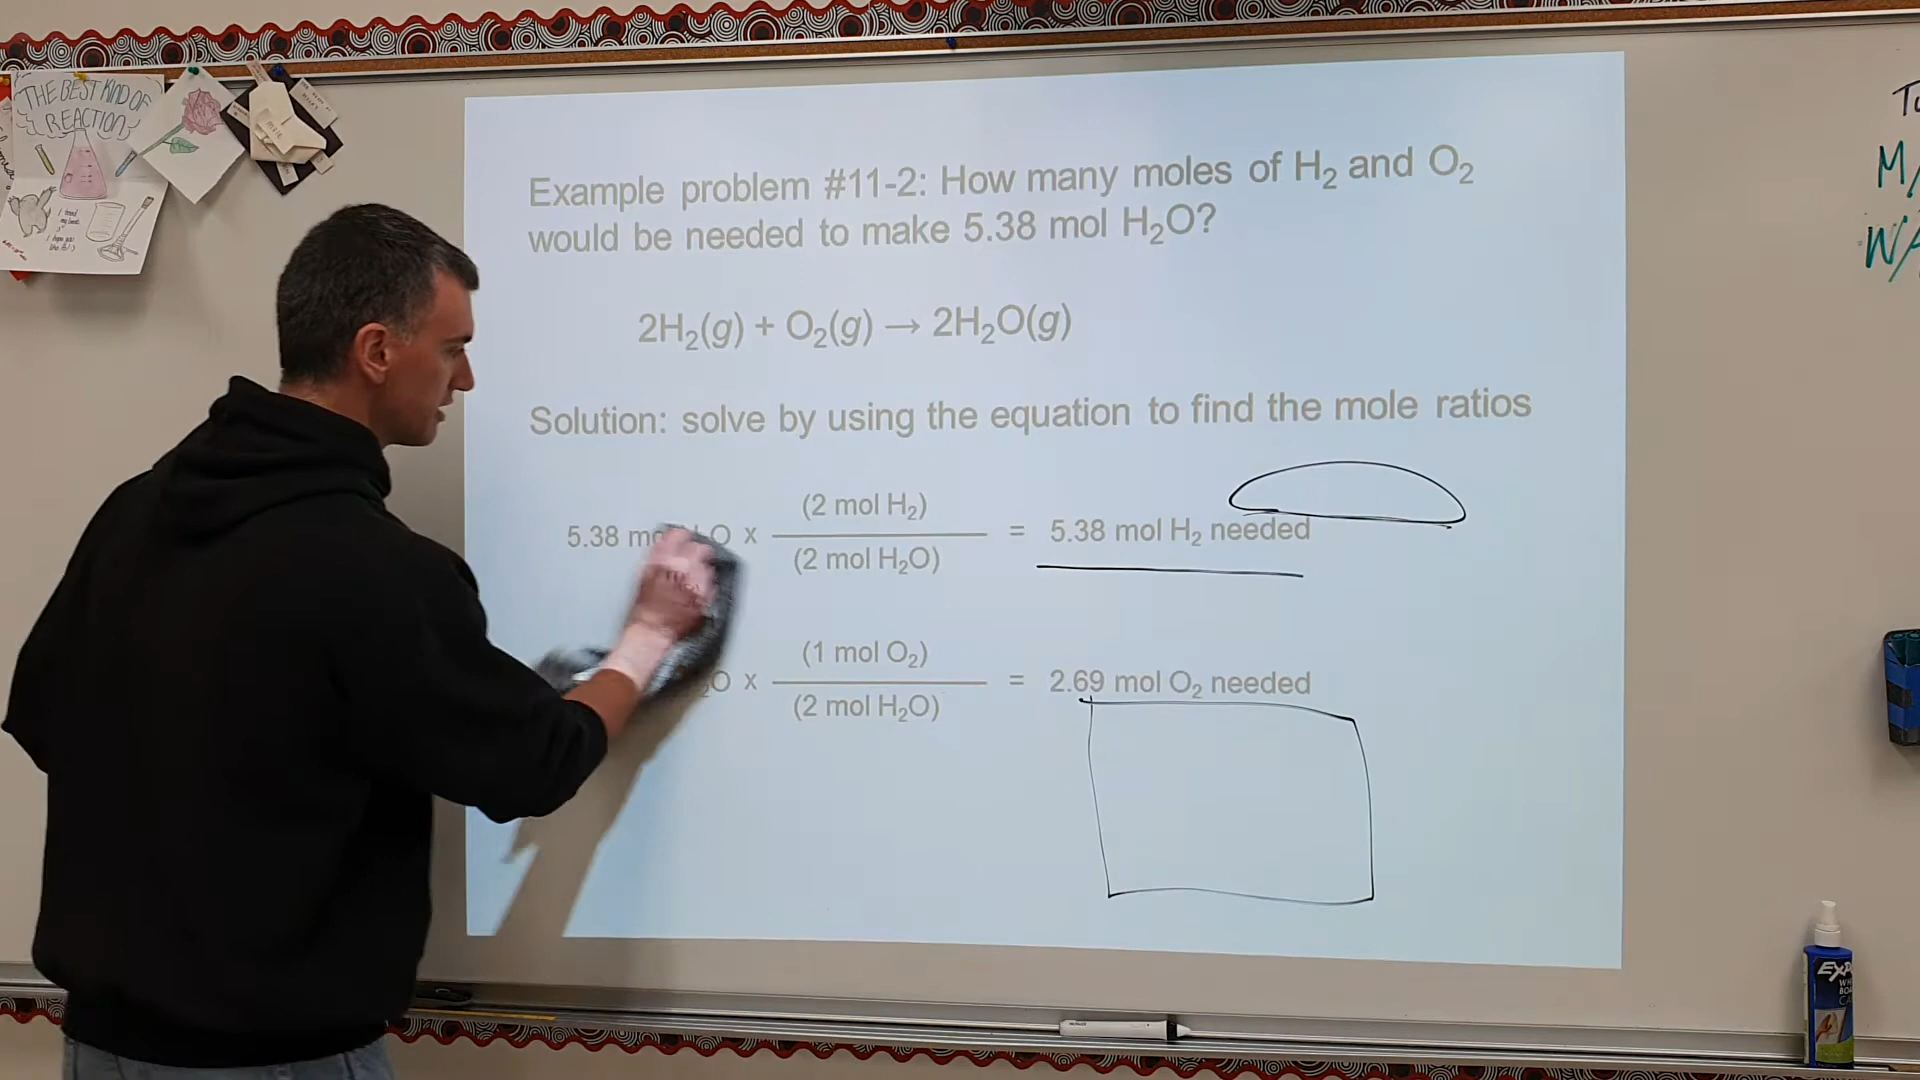 THE BEST KIND OF
REACTION
Example problem #11-2: How many moles of H₂ and O₂
would be needed to make 5.38 mol H₂O?
2H₂(g) + O₂(g) → 2H₂O(g)
Solution: solve by using the equation to find the mole ratios
(2 mol H₂)
5.38 O x = 5.38 mol H₂ needed
(2 mol H₂O)
(1 mol O₂)
₂O x = 2.69 mol O₂ needed
(2 mol H₂O)
M
W